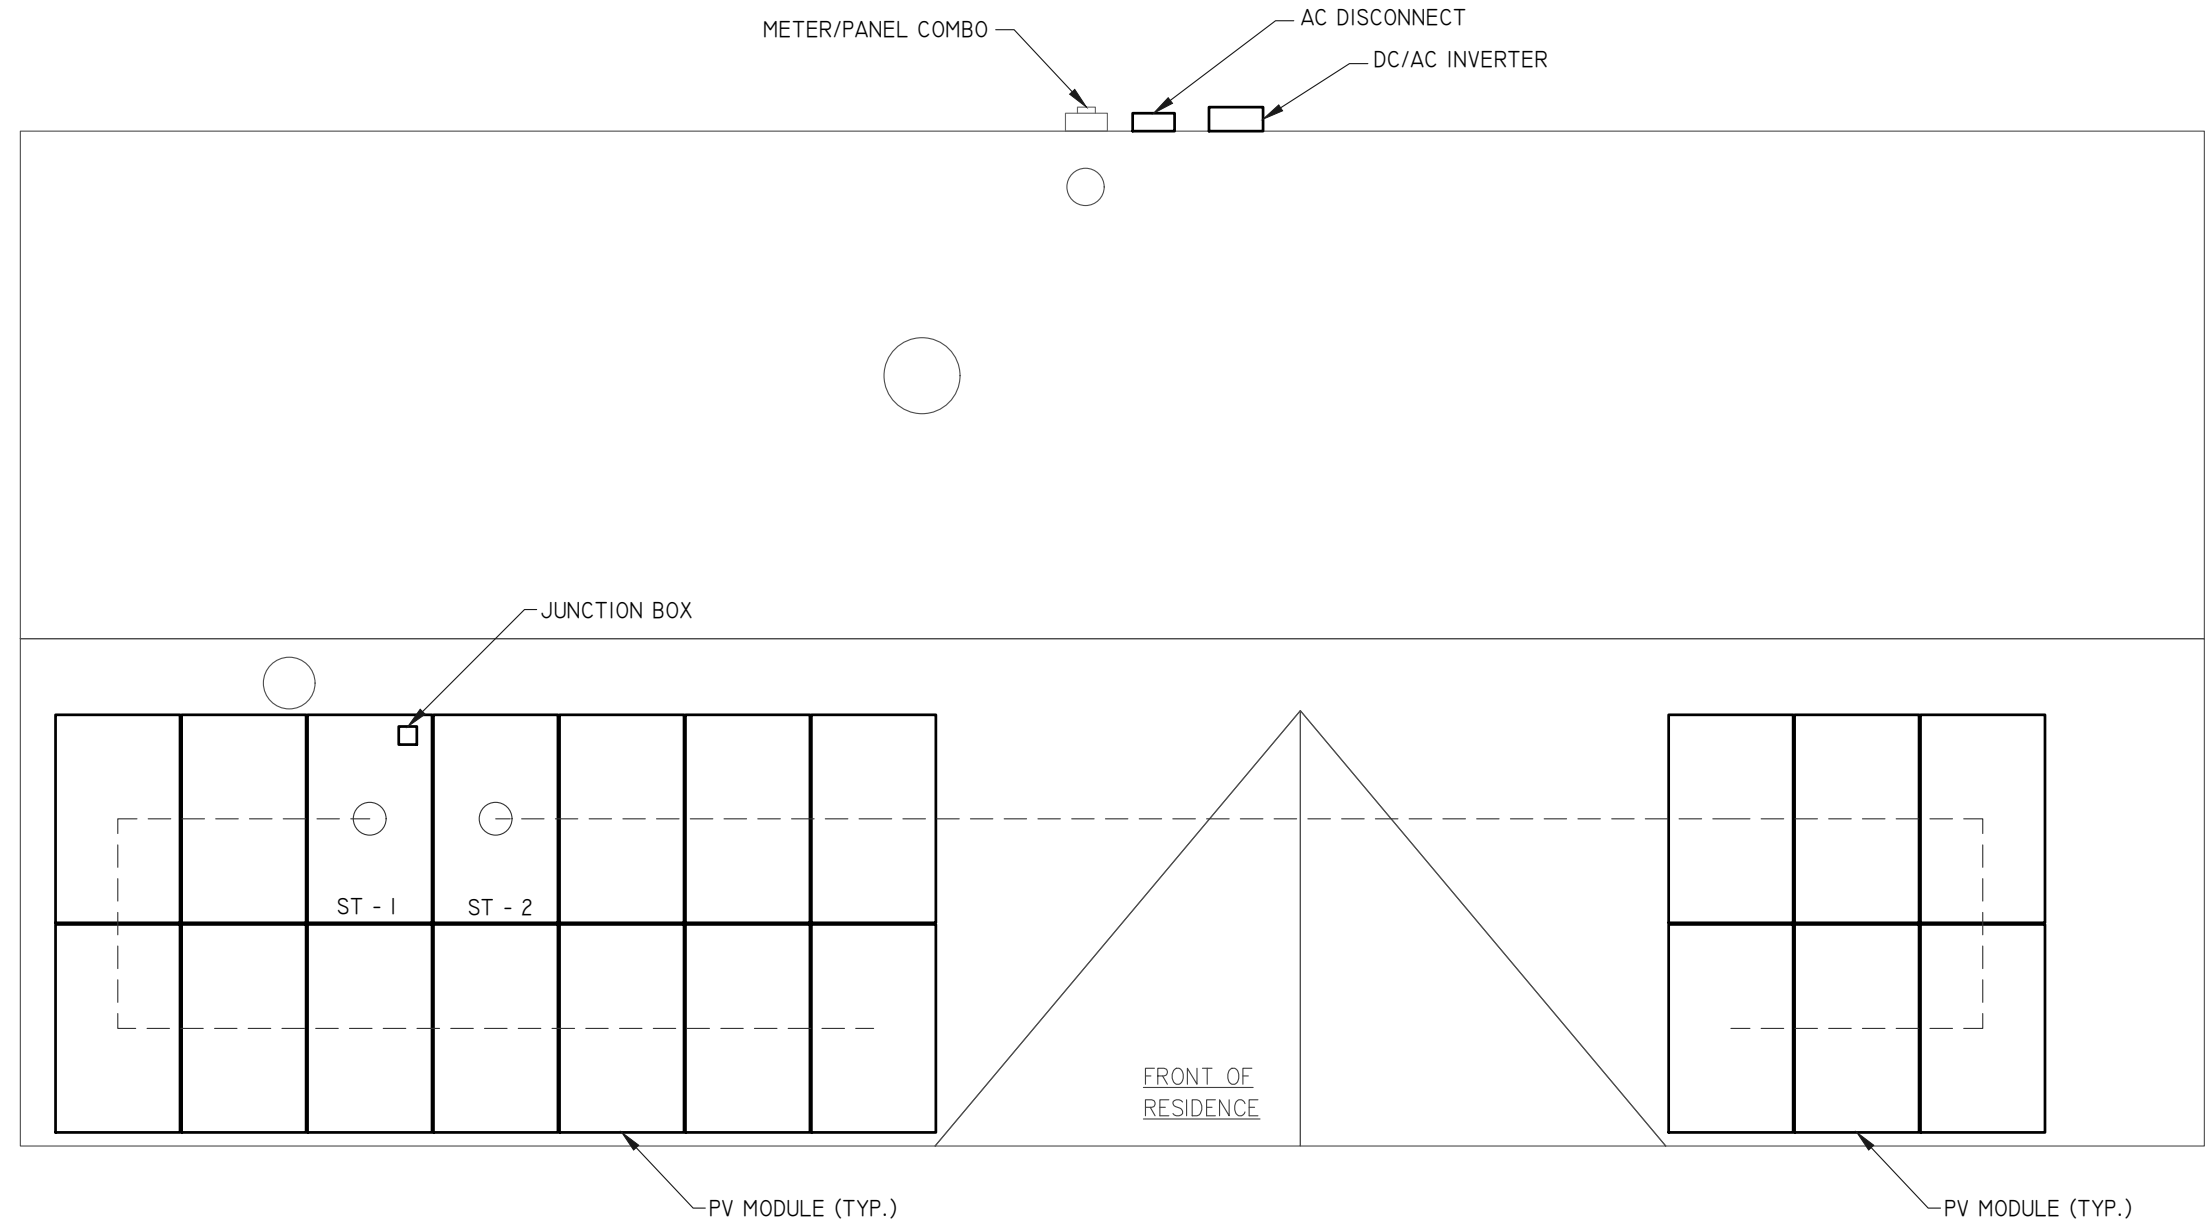 AC DISCONNECT
METER/PANEL COMBO
DC/AC INVERTER
JUNCTION BOX
ST - 1
ST - 2
FRONT OF
RESIDENCE
PV MODULE (TYP.)
PV MODULE (TYP.)